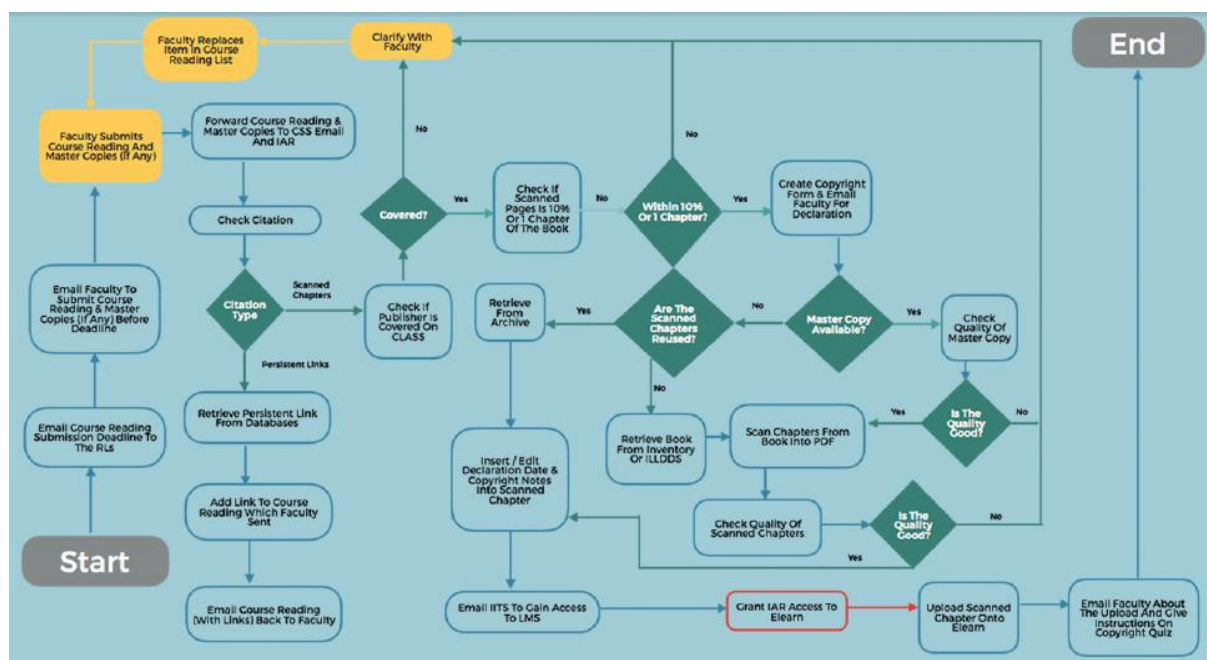 Faculty Replaces
Item In Course
Reading List
Clarify With
Faculty
End
Faculty Submits
Course Reading And
Master Copies (If Any)
Forward Course Reading &
Master Copies To CSS Email
And IAR
No
No
Check Citation
Covered?
Yes
Check If
Scanned
Pages Is 10%
Or 1 Chapter
Of The Book
No
Within 10%
Or 1 Chapter?
Yes
Create Copyright
Form & Email
Faculty For
Declaration
Email Faculty To
Submit Course
Reading & Master
Copies (If Any) Before
Deadline
Citation
Type
Scanned
Chapters
Check If
Publisher Is
Covered On
CLASS
Retrieve
From
Archive
Yes
Are The
Scanned
Chapters
Reused?
No
Master Copy
Available?
Yes
Check
Quality Of
Master Copy
Persistent Links
No
Email Course Reading
Submission Deadline To
The RLs
Retrieve Persistent Link
From Databases
Retrieve Book
From Inventory
Or ILLDDS
Scan Chapters From
Book Into PDF
Yes
Is The
Quality
Good?
No
Insert / Edit
Declaration Date &
Copyright Notes
Into Scanned
Chapter
Add Link To Course
Reading Which Faculty
Sent
Check Quality Of
Scanned Chapters
Is The
Quality
Good?
No
Yes
Start
Email Course Reading
(With Links) Back To Faculty
Email IITS To Gain Access
To LMS
Grant IAR Access To
Elearn
Upload Scanned
Chapter Onto
Elearn
Email Faculty About
The Upload And Give
Instructions On
Copyright Quiz